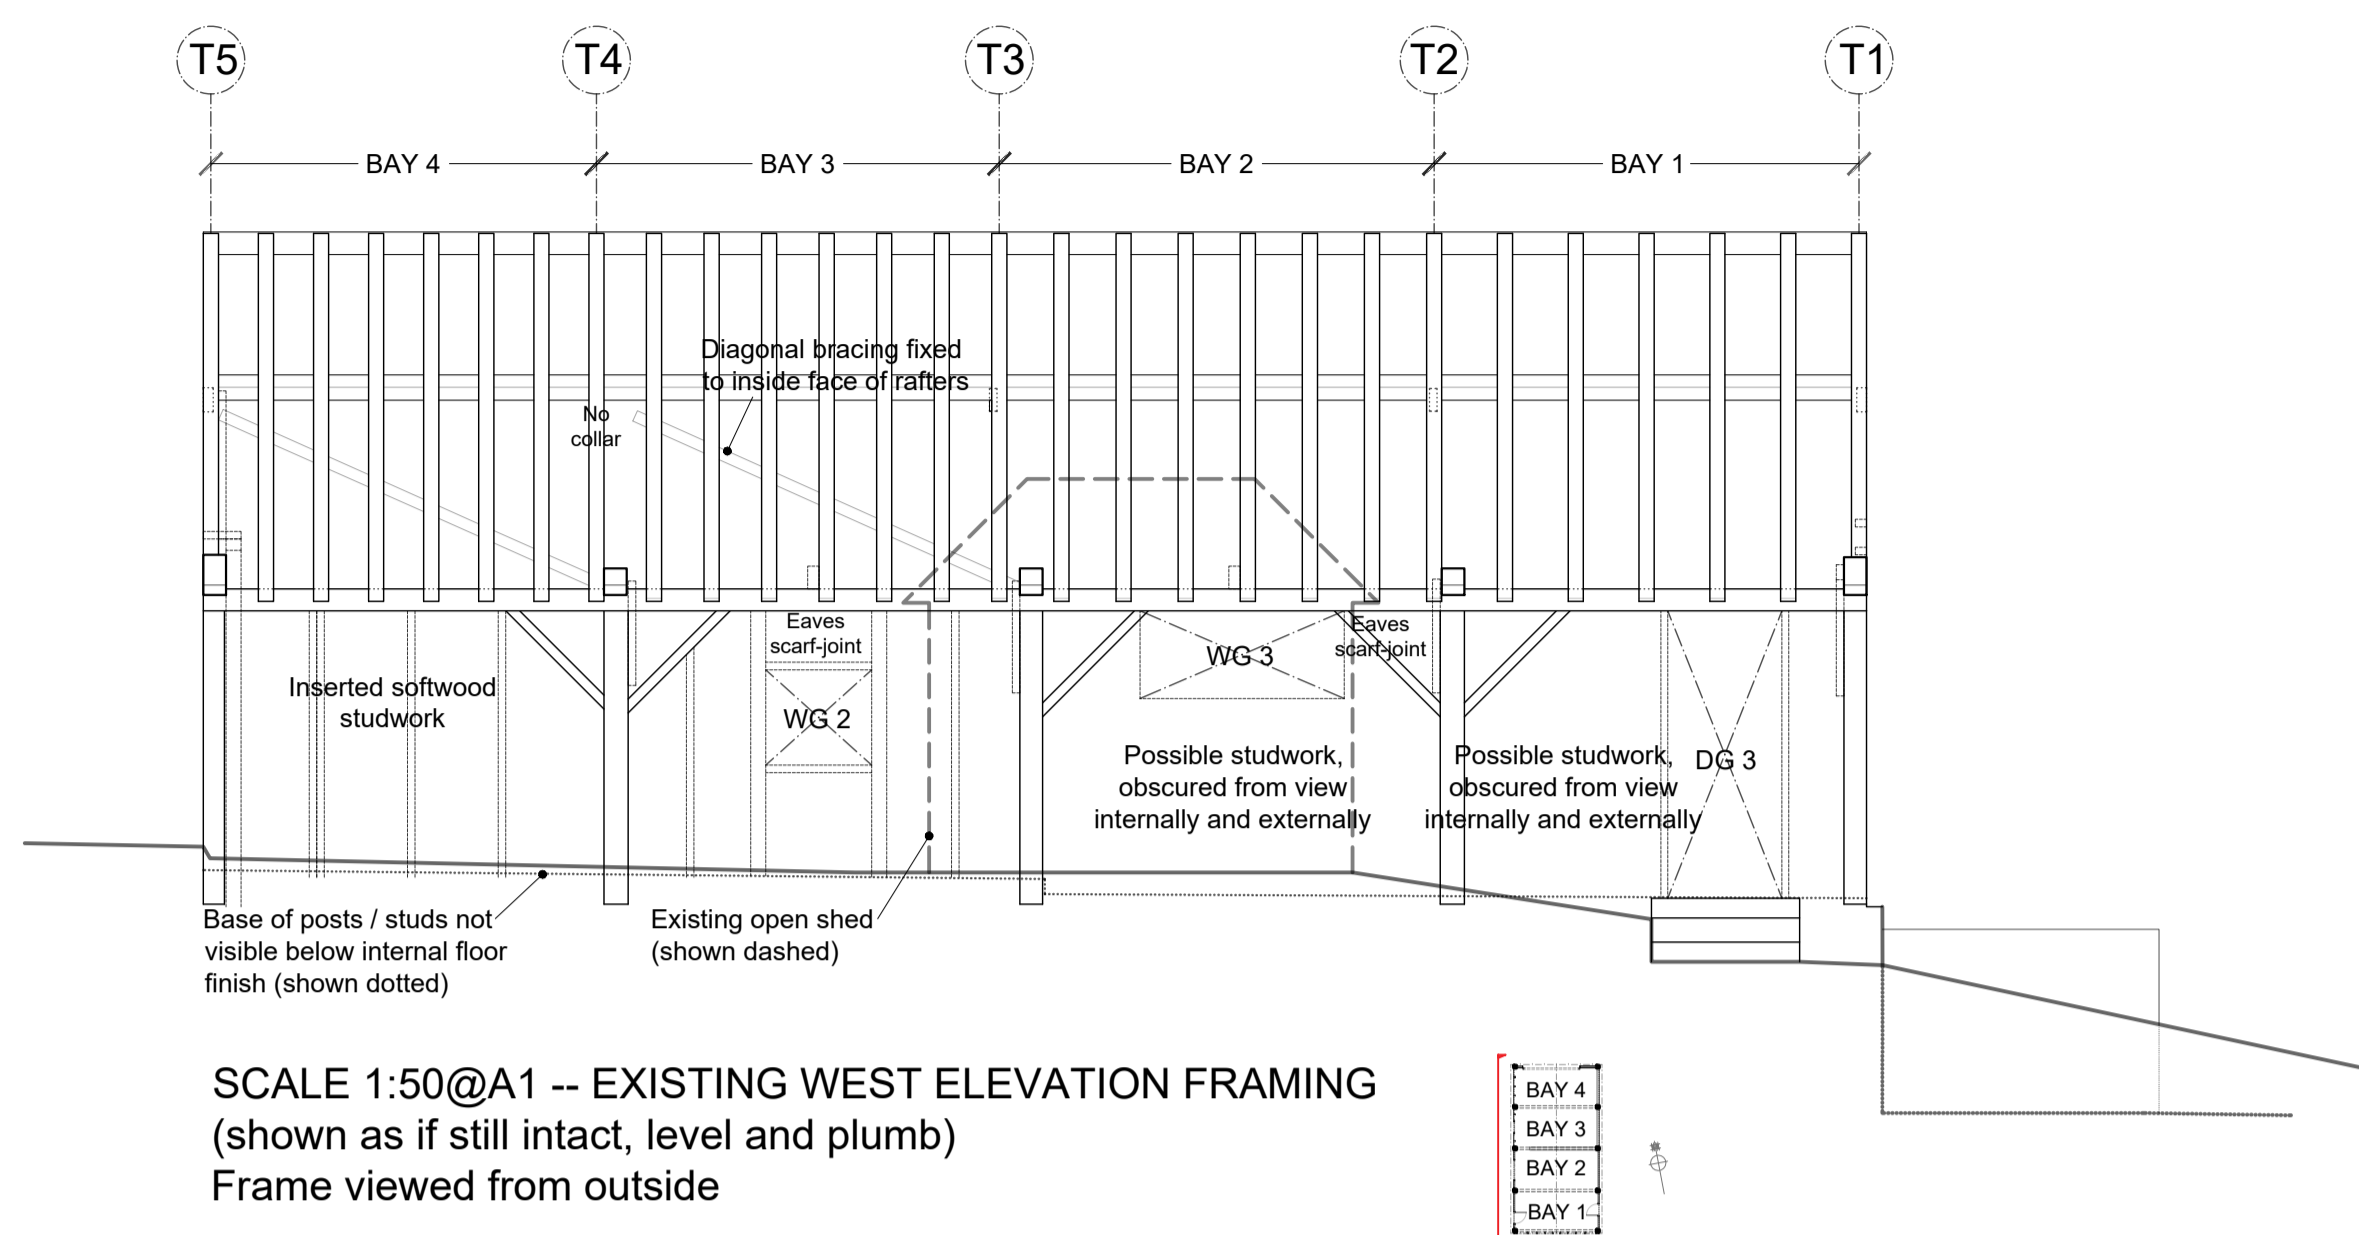 T5
T4
T3
T2
T1
BAY 4
BAY 3
BAY 2
BAY 1
Diagonal bracing fixed
to inside face of rafters
No
collar
Eaves
scarf-joint
Eaves
scarf-joint
WG 3
Inserted softwood
studwork
WG 2
Possible studwork,
obscured from view
internally and externally
Possible studwork,
obscured from view
internally and externally
DG 3
Base of posts / studs not
visible below internal floor
finish (shown dotted)
Existing open shed
(shown dashed)
SCALE 1:50@A1 -- EXISTING WEST ELEVATION FRAMING
(shown as if still intact, level and plumb)
Frame viewed from outside
BAY 4
BAY 3
BAY 2
BAY 1